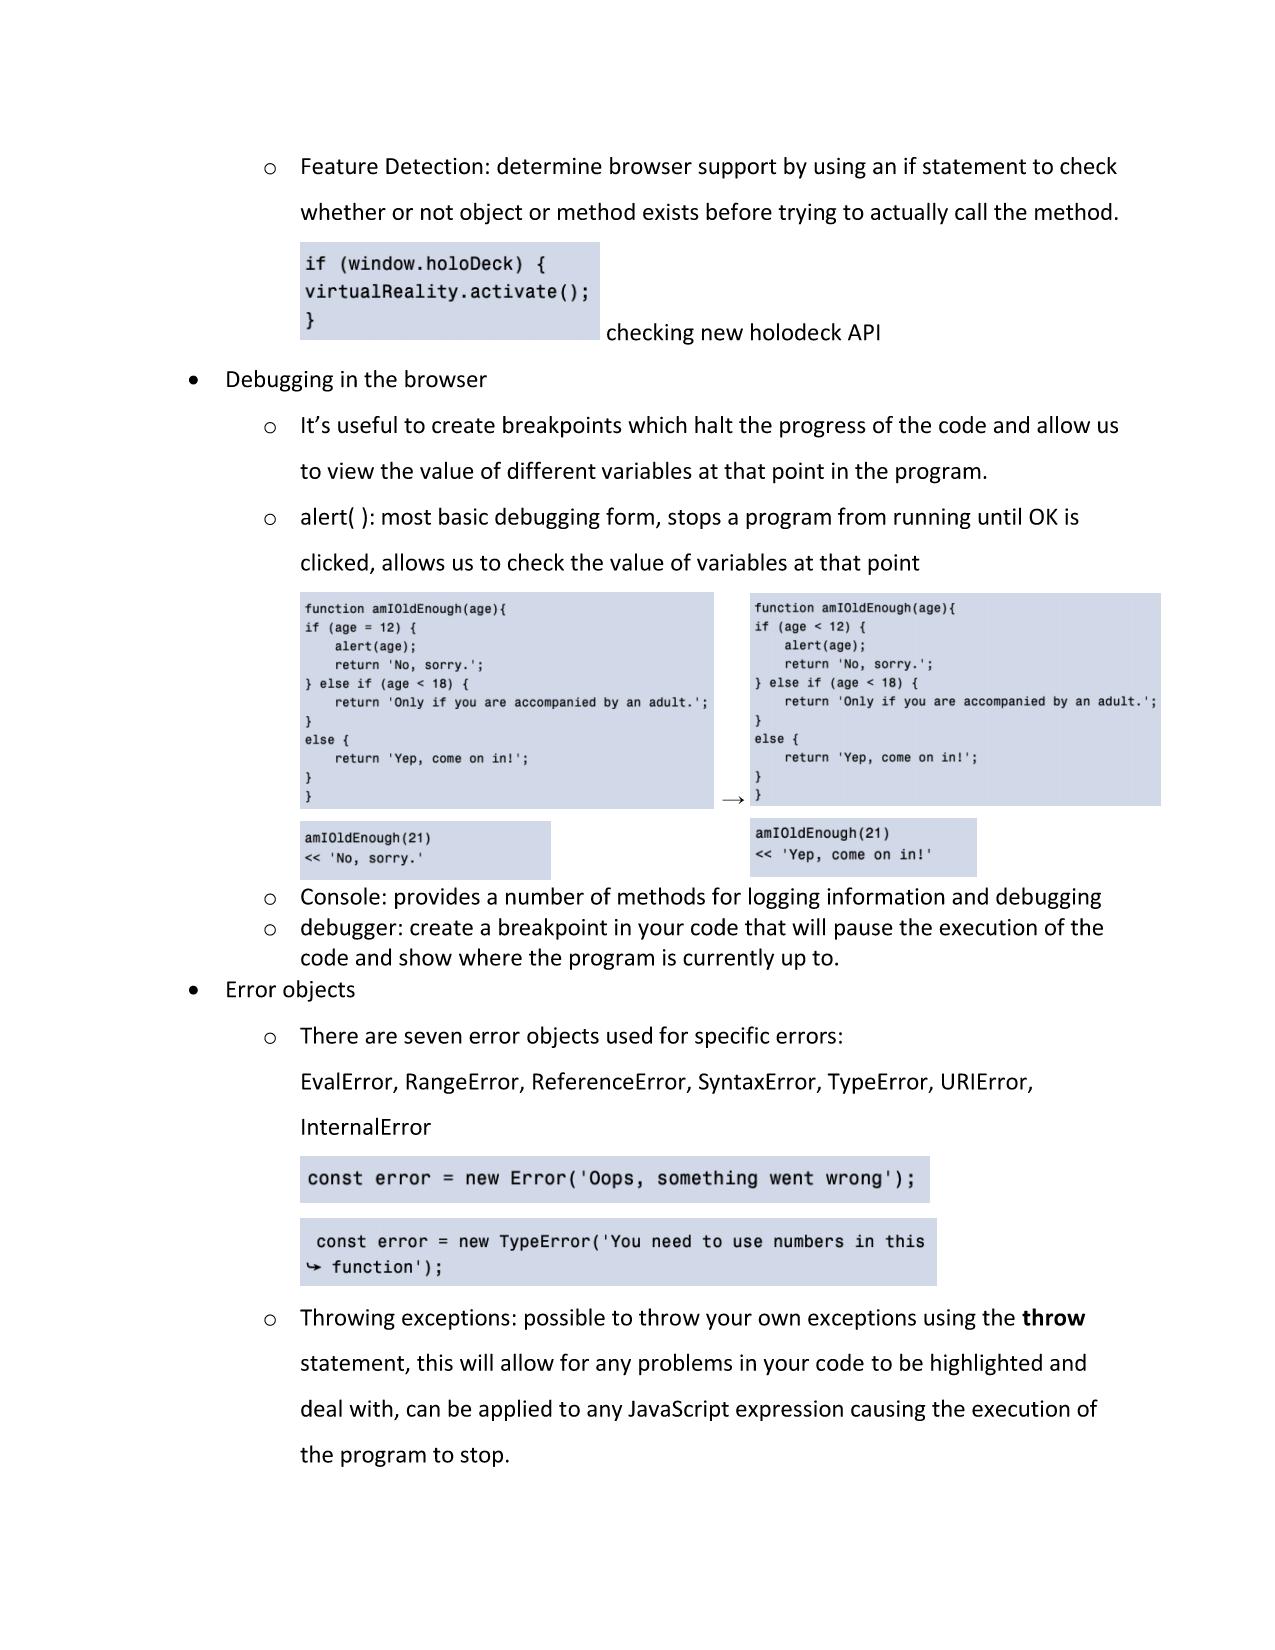 o Feature Detection: determine browser support by using an if statement to check
whether or not object or method exists before trying to actually call the method.
if (window.holoDeck) {
virtualReality.activate();
}
checking new holodeck API
• Debugging in the browser
o It’s useful to create breakpoints which halt the progress of the code and allow us
to view the value of different variables at that point in the program.
o alert( ): most basic debugging form, stops a program from running until OK is
clicked, allows us to check the value of variables at that point
function amIOldEnough(age){
if (age = 12) {
    alert(age);
    return 'No, sorry.';
} else if (age < 18) {
    return 'Only if you are accompanied by an adult.';
}
else {
    return 'Yep, come on in!';
}
}
→
function amIOldEnough(age){
if (age < 12) {
    alert(age);
    return 'No, sorry.';
} else if (age < 18) {
    return 'Only if you are accompanied by an adult.';
}
else {
    return 'Yep, come on in!';
}
}
amIOldEnough(21)
<< 'No, sorry.'
amIOldEnough(21)
<< 'Yep, come on in!'
o Console: provides a number of methods for logging information and debugging
o debugger: create a breakpoint in your code that will pause the execution of the
code and show where the program is currently up to.
• Error objects
o There are seven error objects used for specific errors:
EvalError, RangeError, ReferenceError, SyntaxError, TypeError, URIError,
InternalError
const error = new Error('Oops, something went wrong');
const error = new TypeError('You need to use numbers in this
↪ function');
o Throwing exceptions: possible to throw your own exceptions using the throw
statement, this will allow for any problems in your code to be highlighted and
deal with, can be applied to any JavaScript expression causing the execution of
the program to stop.